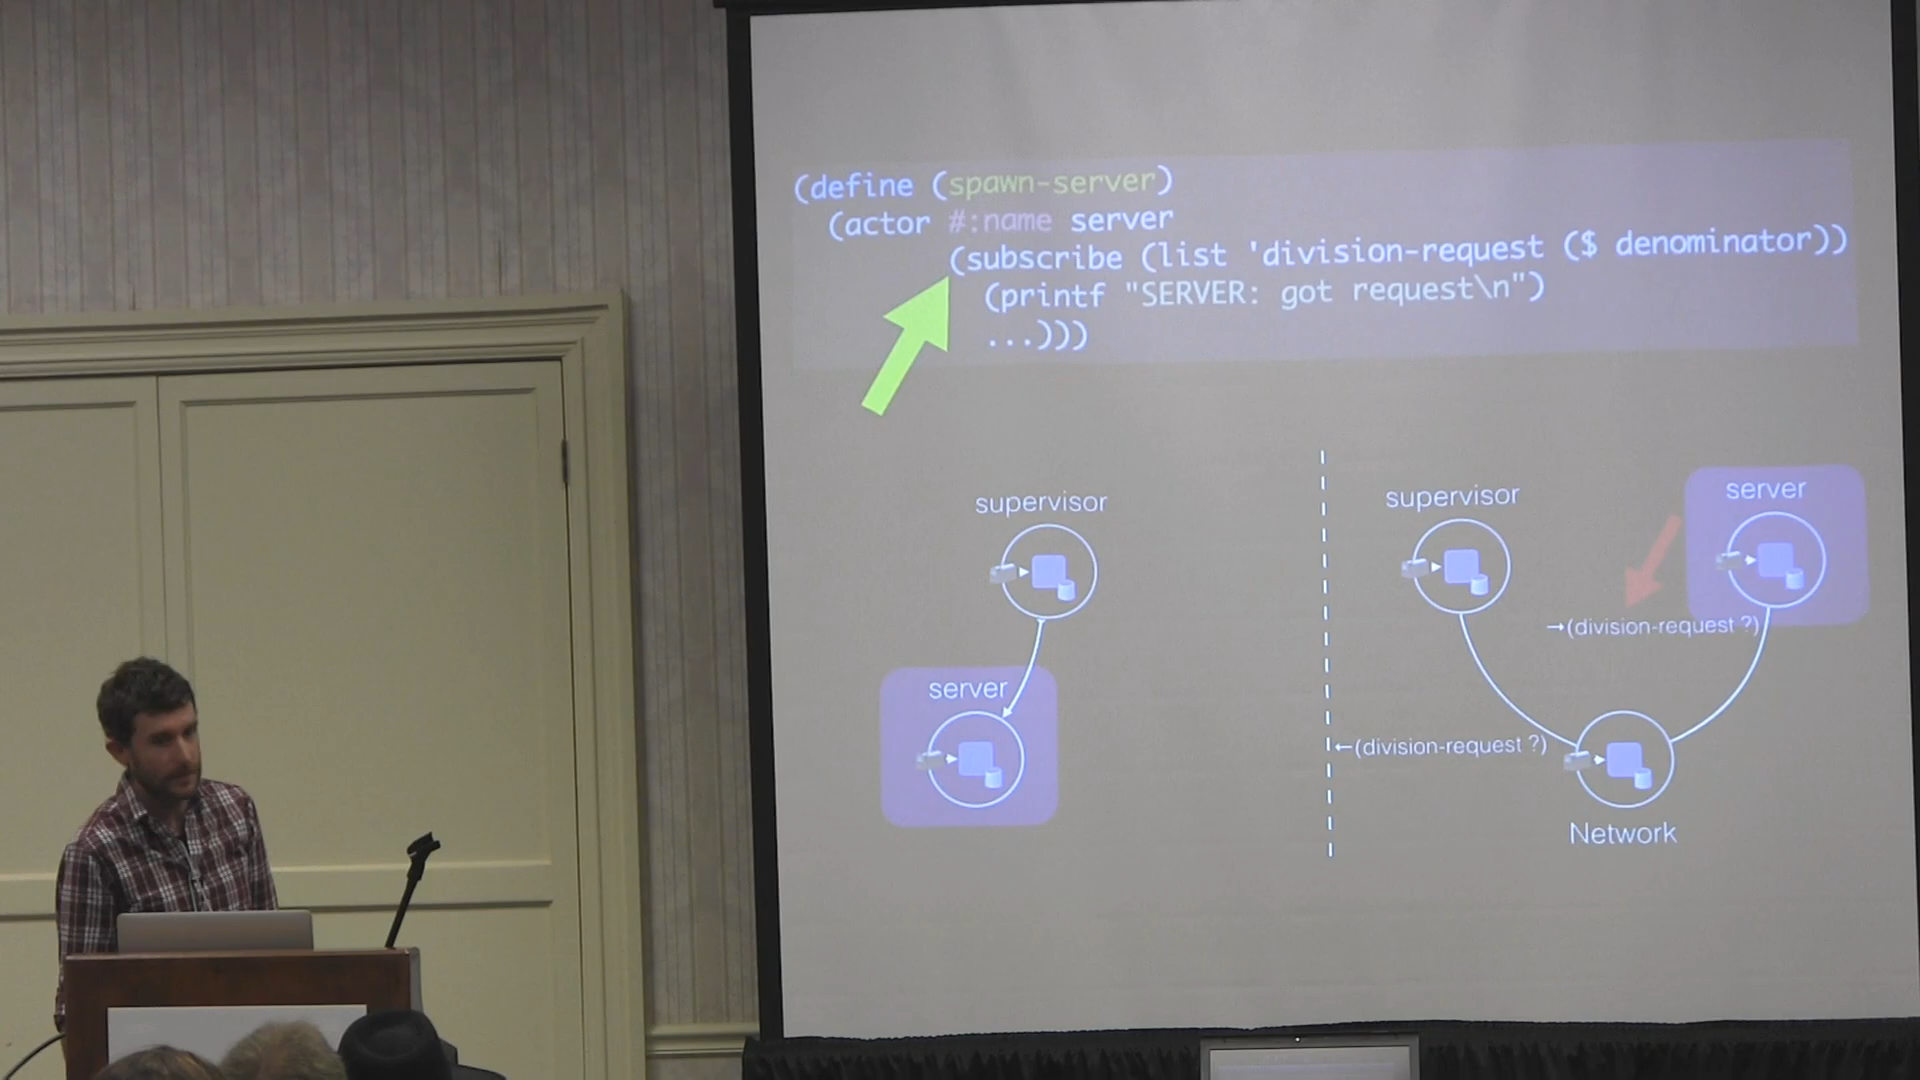 (define (spawn-server)
(actor #:name server
(subscribe (list 'division-request ($ denominator))
(printf "SERVER: got request\n")
...)))
supervisor
server
supervisor
server
→(division-request ?)
←(division-request ?)
Network